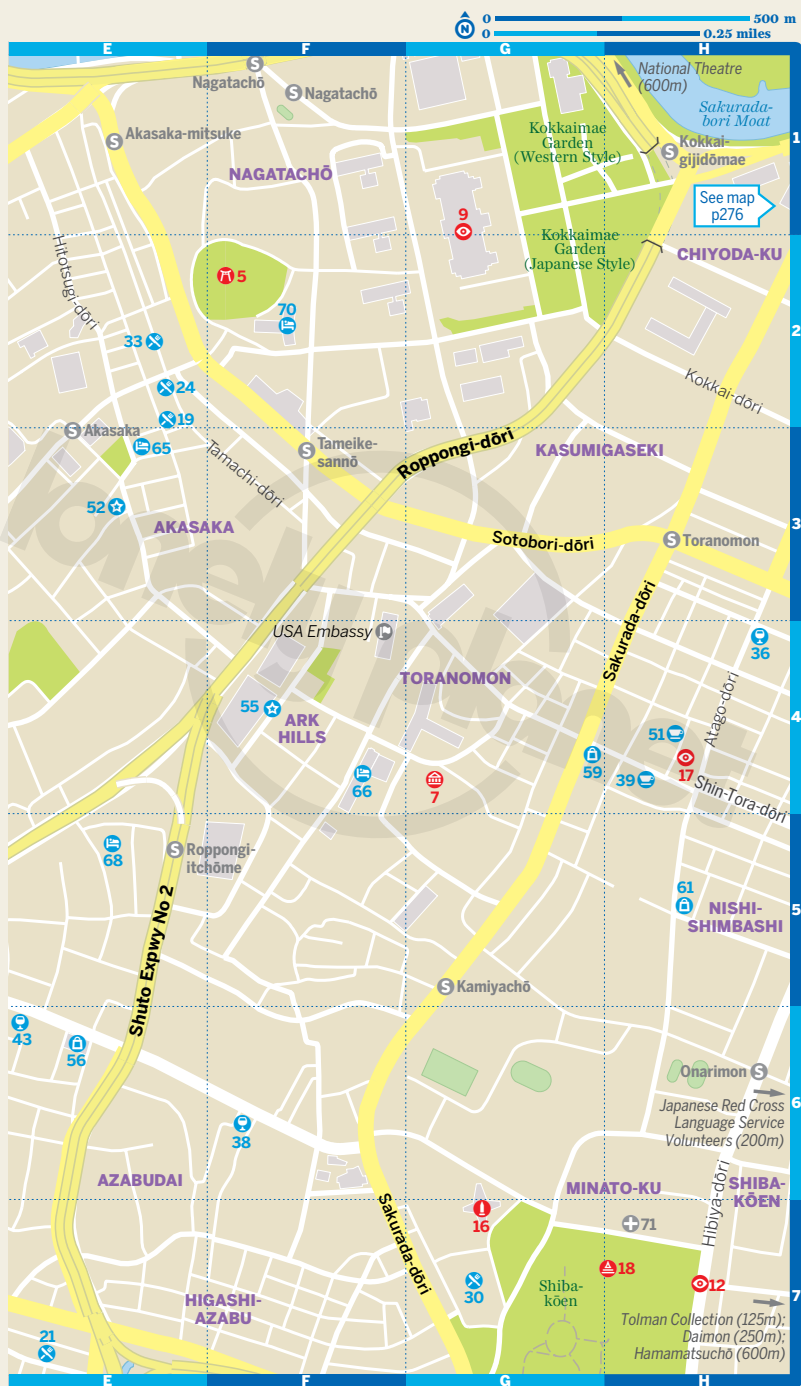 0 500 m
N
0 0.25 miles
E F G H
S
Nagatachō
S Nagatachō
National Theatre
(600m)
Sakurada-
bori Moat
S Akasaka-mitsuke
Kokkaimae
Garden
(Western Style)
S Kokkai-
gijidōmae
1
NAGATACHŌ
See map
p276
9
Hitotsugi-dōri
5
Kokkaimae
Garden
(Japanese Style)
CHIYODA-KU
70
33
2
24
Kokkai-dōri
19
S Akasaka
65
Tamachi-dōri
S Tameike-
sannō
Roppongi-dōri
KASUMIGASEKI
52
AKASAKA
3
Sotobori-dōri
S Toranomon
Sakurada-dōri
USA Embassy
36
TORANOMON
Atago-dōri
55
ARK
HILLS
4
51
59
17
66
7
39
Shin-Tora-dōri
lonely planet
68
S Roppongi-
itchōme
61
NISHI-
SHIMBASHI
5
Shuto Expwy No 2
S Kamiyachō
43
56
Onarimon S
38
6
Japanese Red Cross
Language Service
Volunteers (200m)
AZABUDAI
MINATO-KU
SHIBA-
KŌEN
Hibiya-dōri
16
71
Sakurada-dōri
18
12
30
Shiba-
kōen
7
HIGASHI-
AZABU
Tolman Collection (125m);
Daimon (250m);
Hamamatsuchō (600m)
21
E F G H